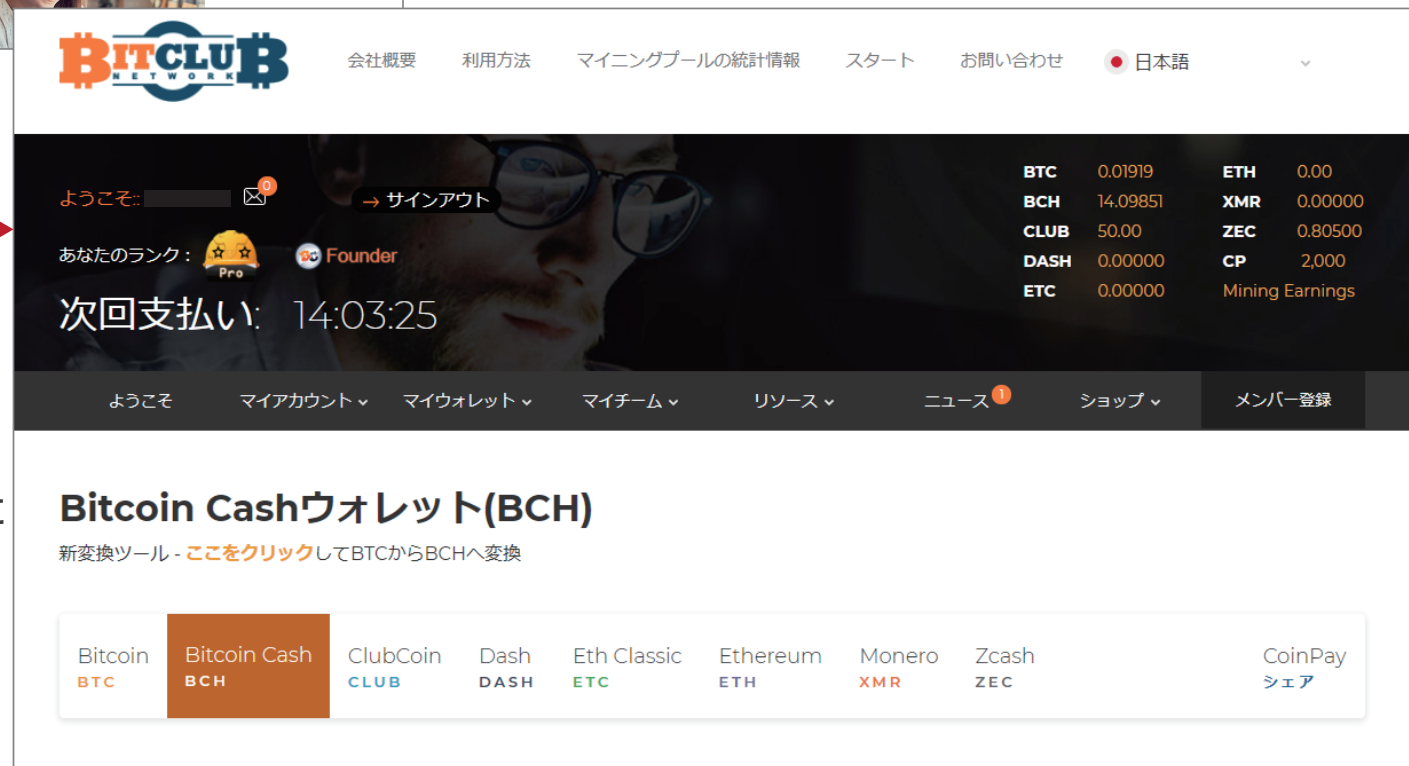 BITCLUB
NETWORK
会社概要 利用方法 マイニングプールの統計情報 スタート お問い合わせ 日本語
ようこそ:: 0 → サインアウト
あなたのランク: Pro Founder
次回支払い: 14:03:25
BTC 0.01919 ETH 0.00
BCH 14.09851 XMR 0.00000
CLUB 50.00 ZEC 0.80500
DASH 0.00000 CP 2,000
ETC 0.00000 Mining Earnings
ようこそ マイアカウント マイウォレット マイチーム リソース ニュース 1 ショップ メンバー登録
Bitcoin Cashウォレット(BCH)
新変換ツール - ここをクリックしてBTCからBCHへ変換
Bitcoin Bitcoin Cash ClubCoin Dash Eth Classic Ethereum Monero Zcash CoinPay
BTC BCH CLUB DASH ETC ETH XMR ZEC シェア